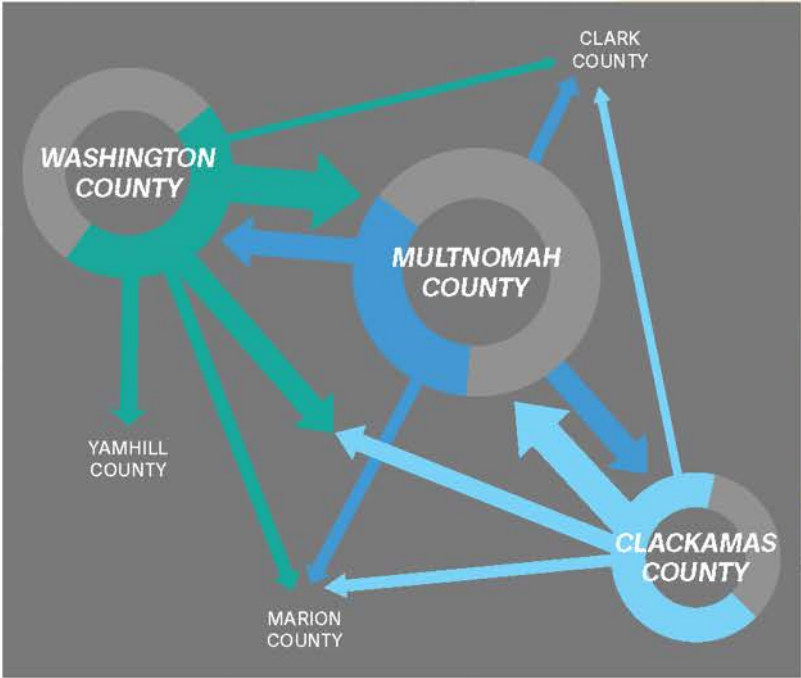 CLARK
COUNTY
WASHINGTON
COUNTY
MULTNOMAH
COUNTY
YAMHILL
COUNTY
CLACKAMAS
COUNTY
MARION
COUNTY